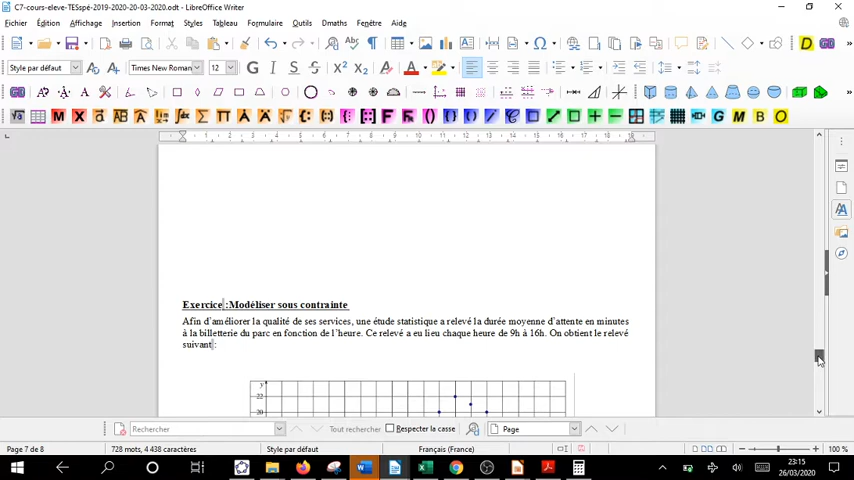 C7-cours-eleve-TESspé-2019-2020-20-03-2020.odt - LibreOffice Writer
Fichier Édition Affichage Insertion Format Styles Tableau Formulaire Outils Dmaths Fenêtre Aide
Style par défaut Times New Roman 12
Exercice :Modéliser sous contrainte
Afin d'améliorer la qualité de ses services, une étude statistique a relevé la durée moyenne d'attente en minutes
à la billetterie du parc en fonction de l'heure. Ce relevé a eu lieu chaque heure de 9h à 16h. On obtient le relevé
suivant :
y
22
20
Rechercher Tout rechercher Respecter la casse Page
Page 7 de 8 728 mots, 4 438 caractères Style par défaut Français (France) 100 %
23:15
26/03/2020